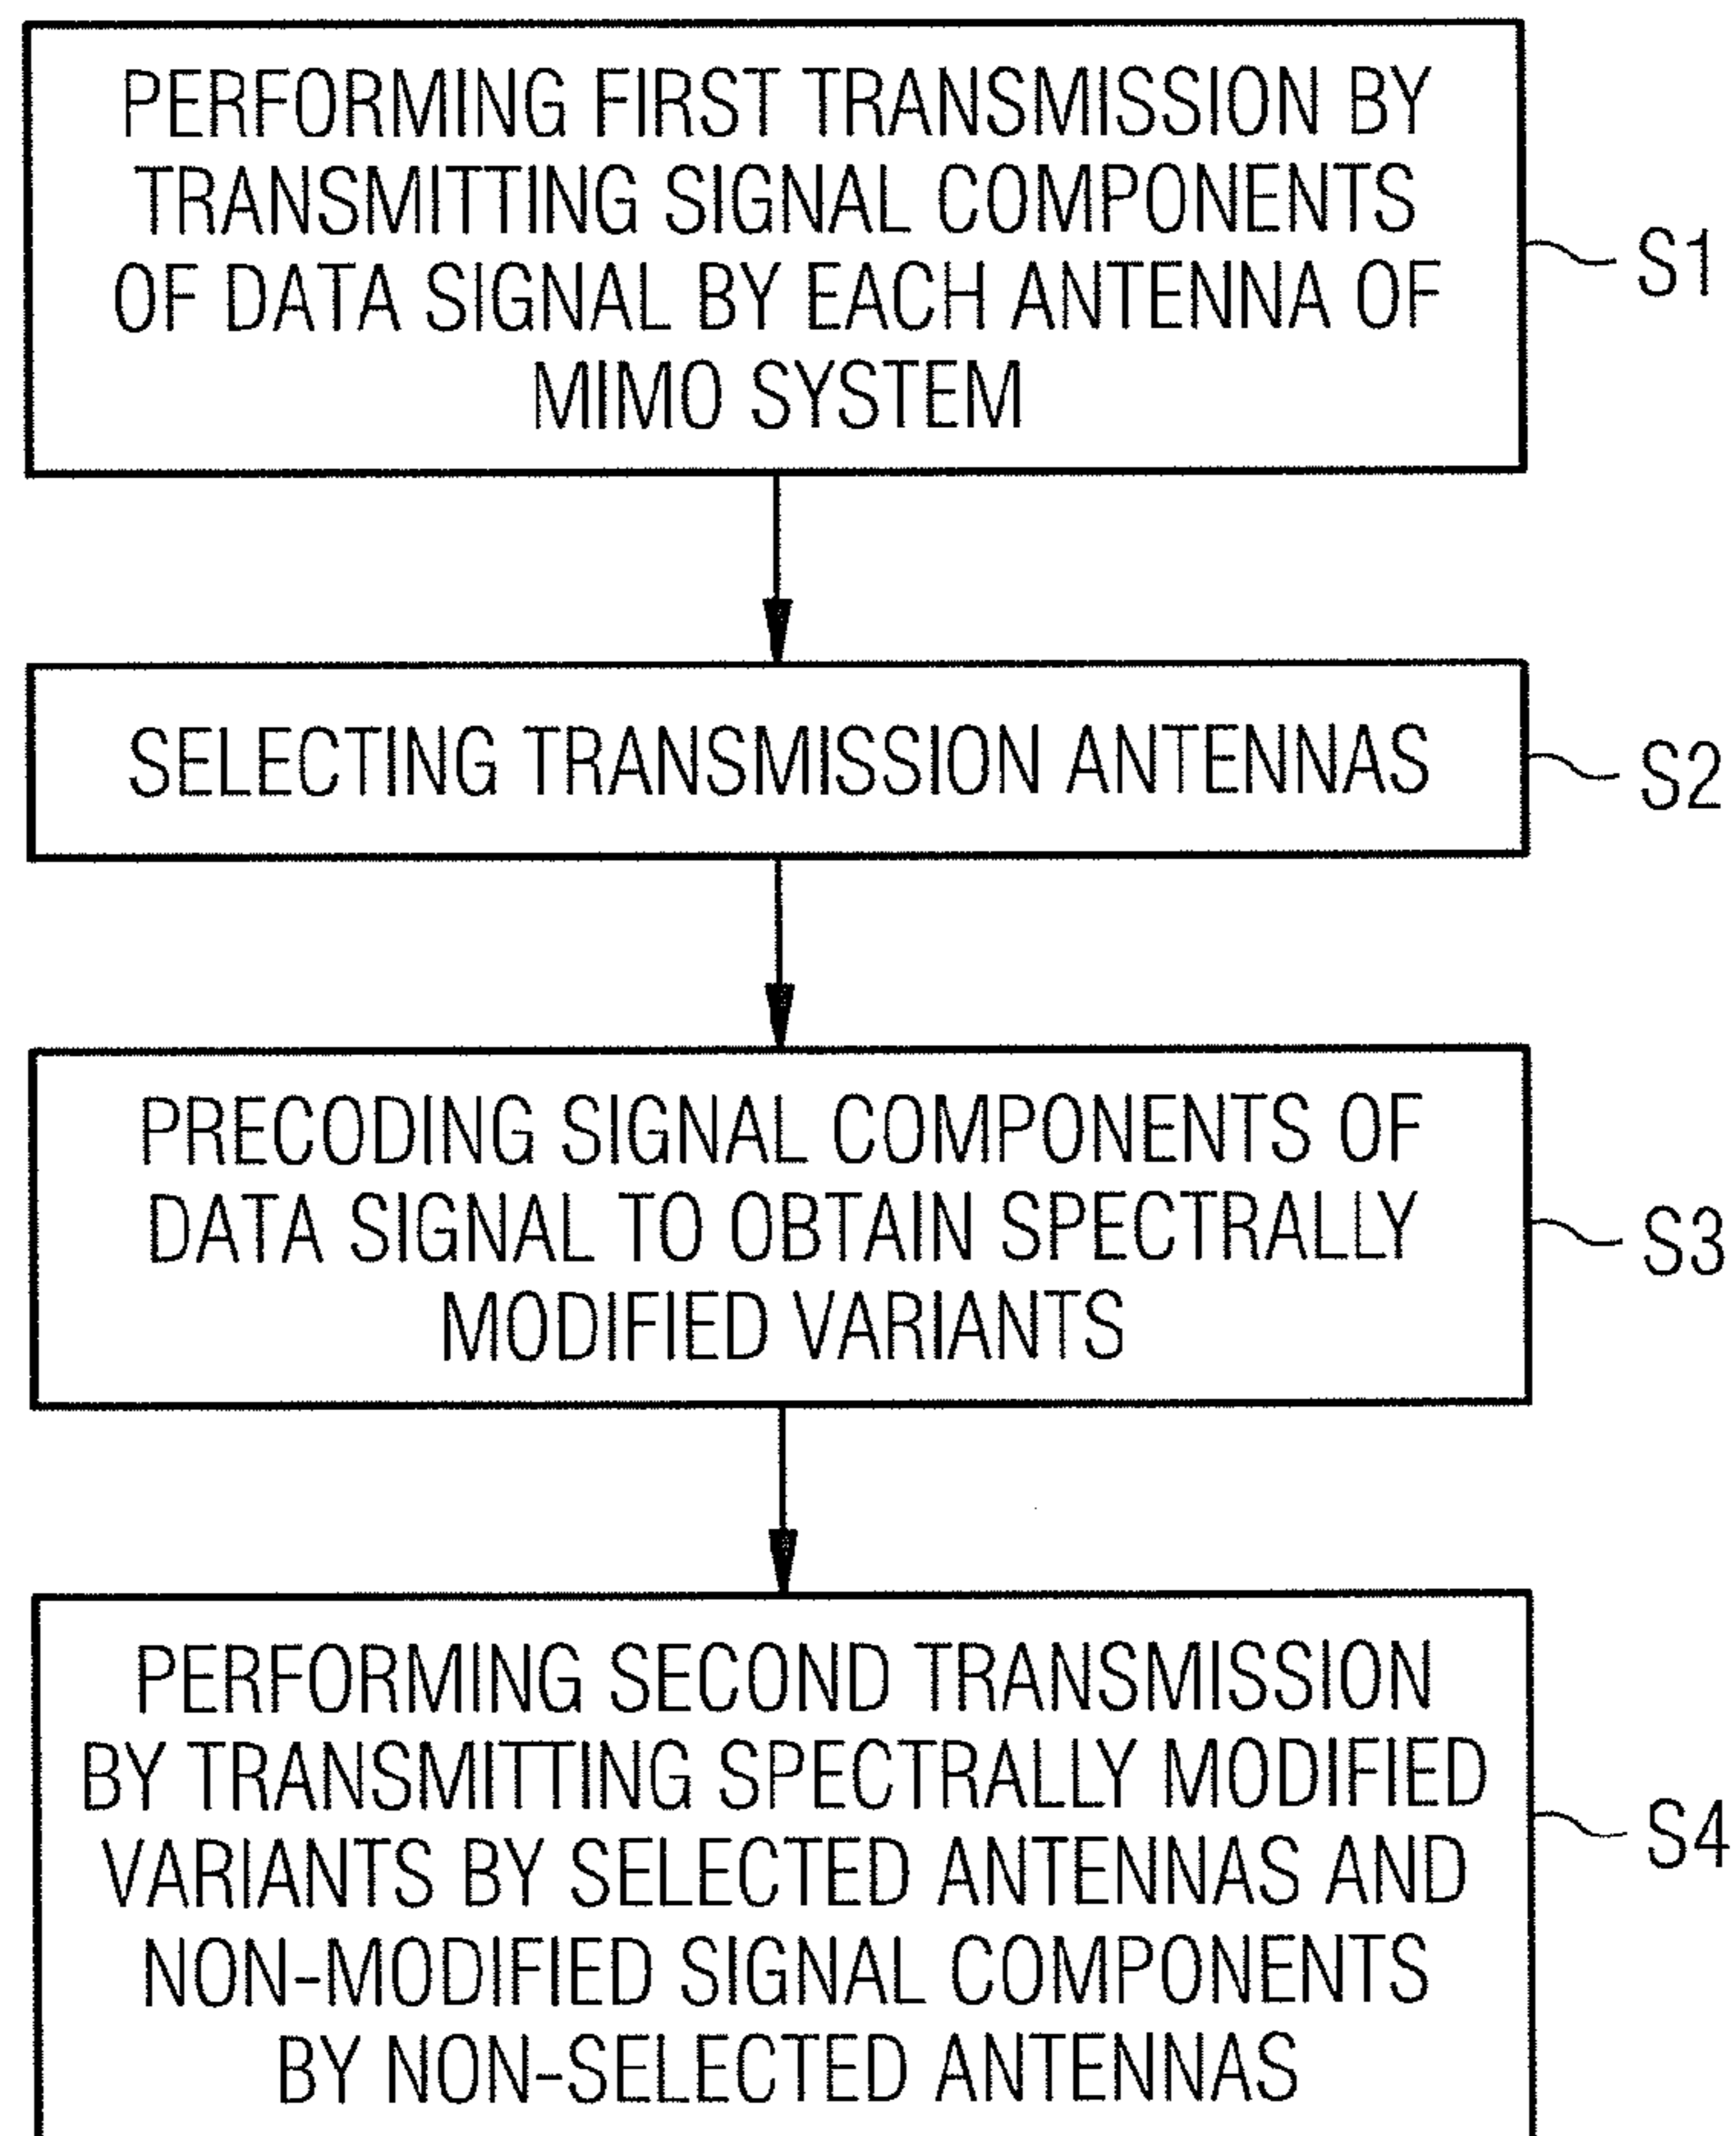 PERFORMING FIRST TRANSMISSION BY
TRANSMITTING SIGNAL COMPONENTS
OF DATA SIGNAL BY EACH ANTENNA OF
MIMO SYSTEM
S1
SELECTING TRANSMISSION ANTENNAS
S2
PRECODING SIGNAL COMPONENTS OF
DATA SIGNAL TO OBTAIN SPECTRALLY
MODIFIED VARIANTS
S3
PERFORMING SECOND TRANSMISSION
BY TRANSMITTING SPECTRALLY MODIFIED
VARIANTS BY SELECTED ANTENNAS AND
NON-MODIFIED SIGNAL COMPONENTS
BY NON-SELECTED ANTENNAS
S4